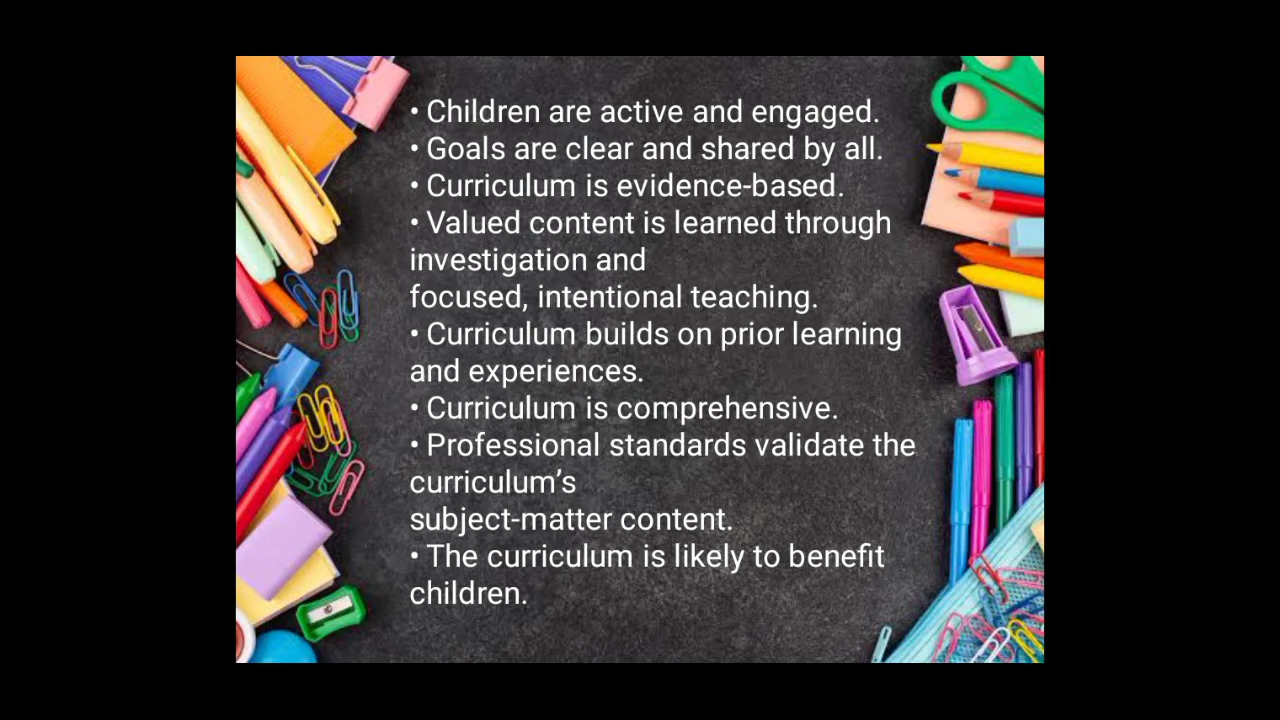 • Children are active and engaged.
• Goals are clear and shared by all.
• Curriculum is evidence-based.
• Valued content is learned through
investigation and
focused, intentional teaching.
• Curriculum builds on prior learning
and experiences.
• Curriculum is comprehensive.
• Professional standards validate the
curriculum’s
subject-matter content.
• The curriculum is likely to benefit
children.